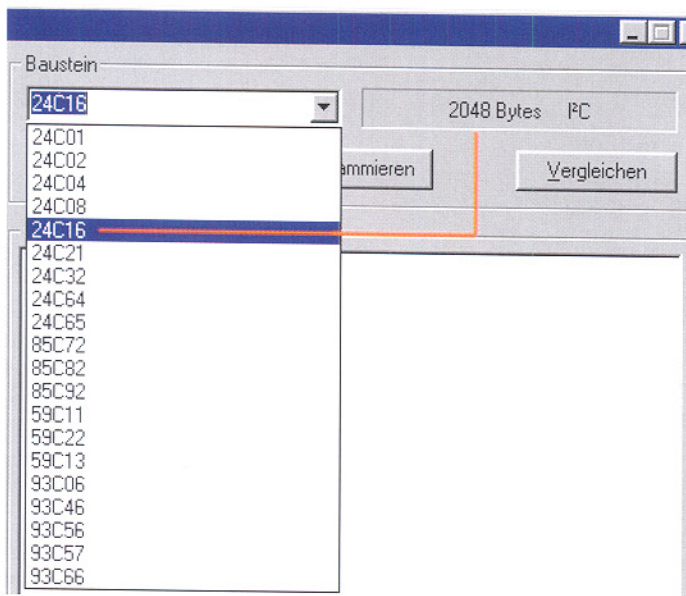 Baustein
24C16
2048 Bytes I²C
ammieren
Vergleichen
24C01
24C02
24C04
24C08
24C16
24C21
24C32
24C64
24C65
85C72
85C82
85C92
59C11
59C22
59C13
93C06
93C46
93C56
93C57
93C66